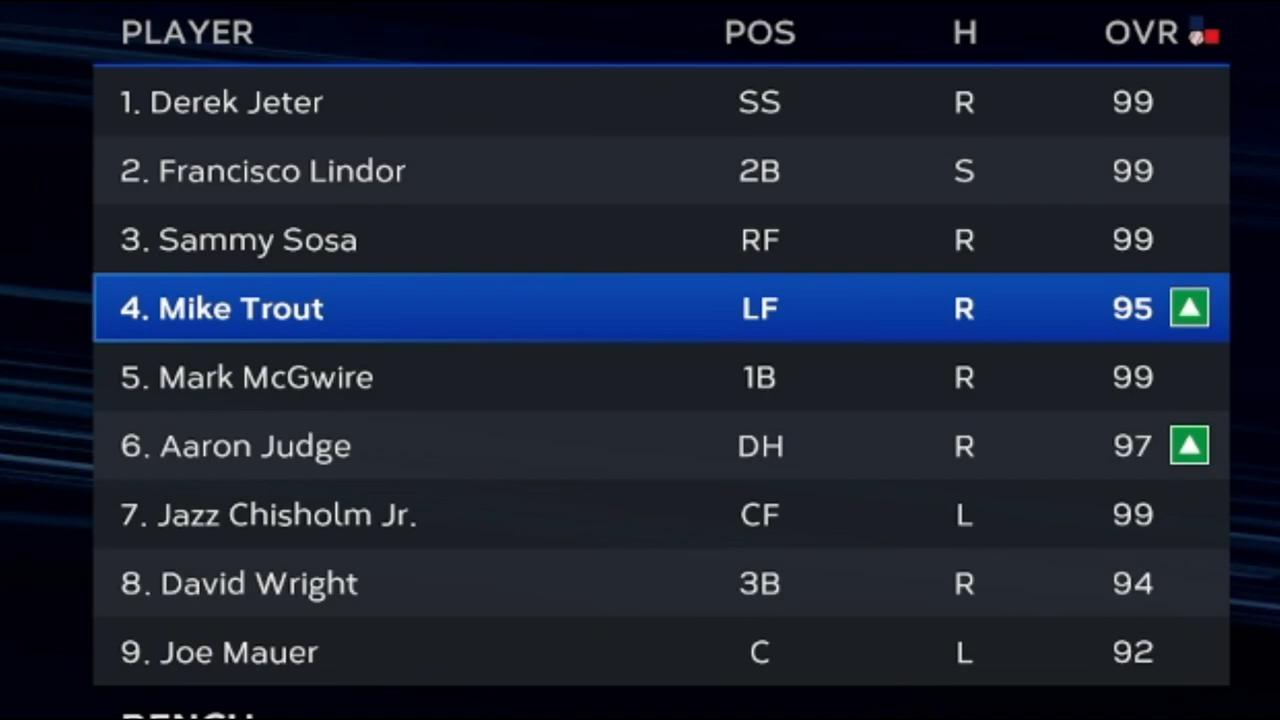 PLAYER POS H OVR
1. Derek Jeter SS R 99
2. Francisco Lindor 2B S 99
3. Sammy Sosa RF R 99
4. Mike Trout LF R 95
5. Mark McGwire 1B R 99
6. Aaron Judge DH R 97
7. Jazz Chisholm Jr. CF L 99
8. David Wright 3B R 94
9. Joe Mauer C L 92
BENCH